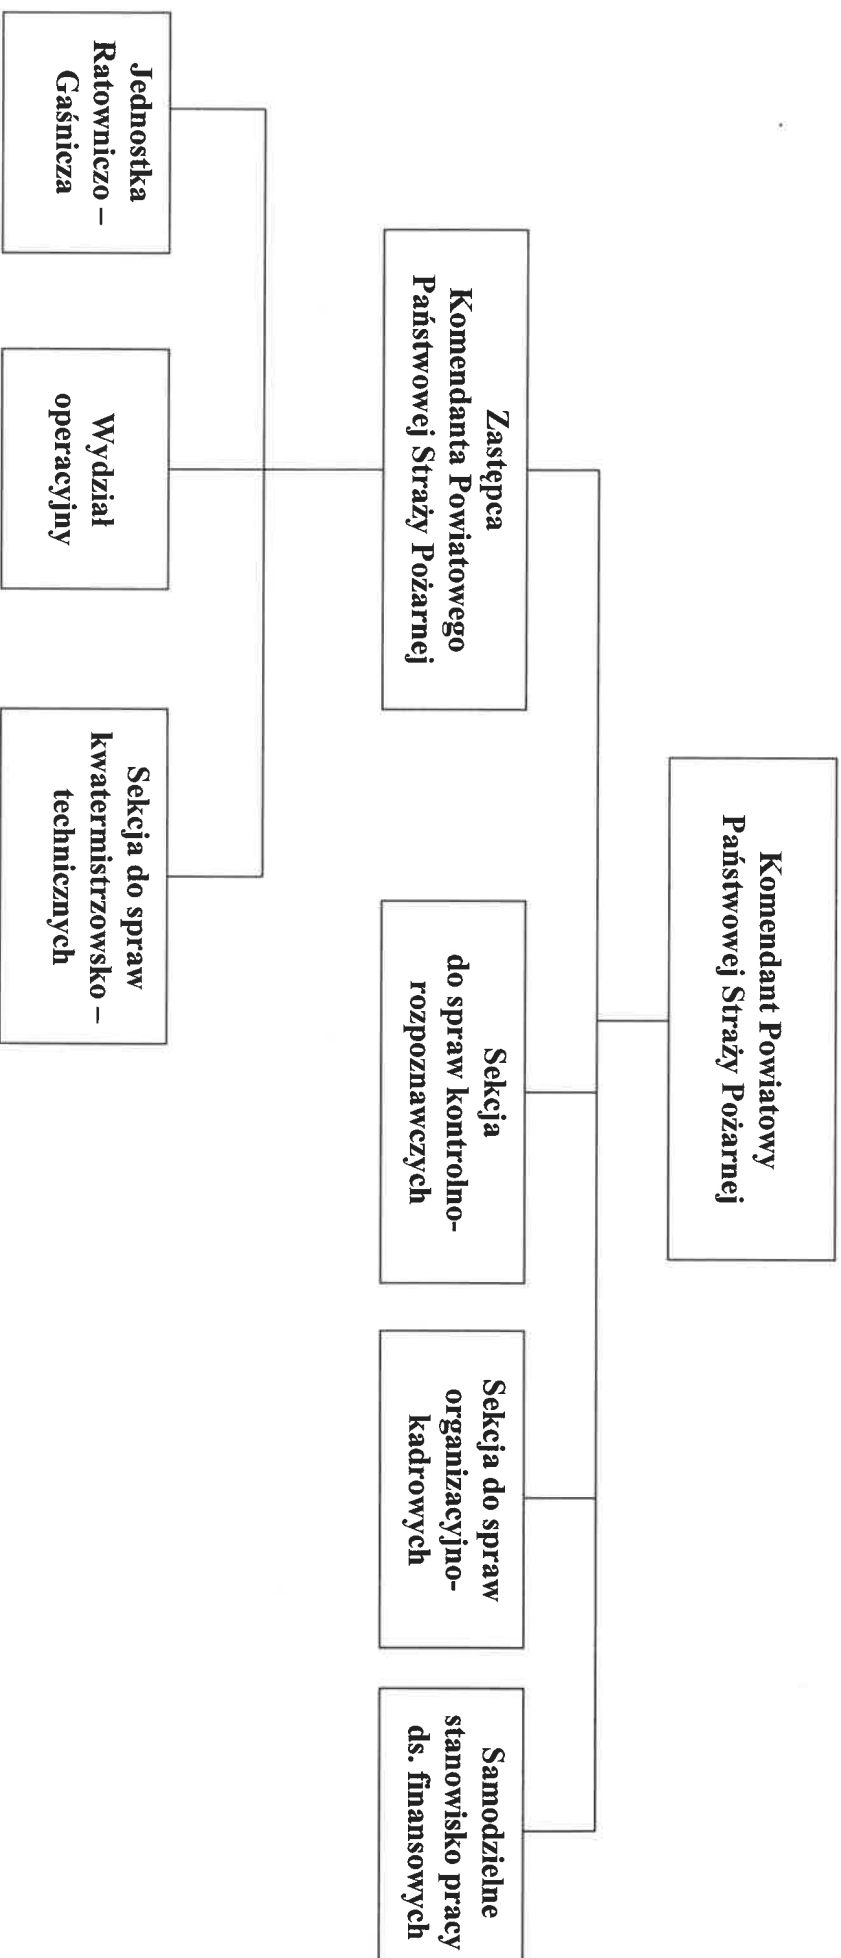 Komendant Powiatowy
Państwowej Straży Pożarnej
Zastępca
Komendanta Powiatowego
Państwowej Straży Pożarnej
Sekcja
do spraw kontrolno-
rozpoznawczych
Sekcja do spraw
organizacyjno-
kadrowych
Samodzielne
stanowisko pracy
ds. finansowych
Jednostka
Ratowniczo –
Gaśnicza
Wydział
operacyjny
Sekcja do spraw
kwatermistrzowsko –
technicznych